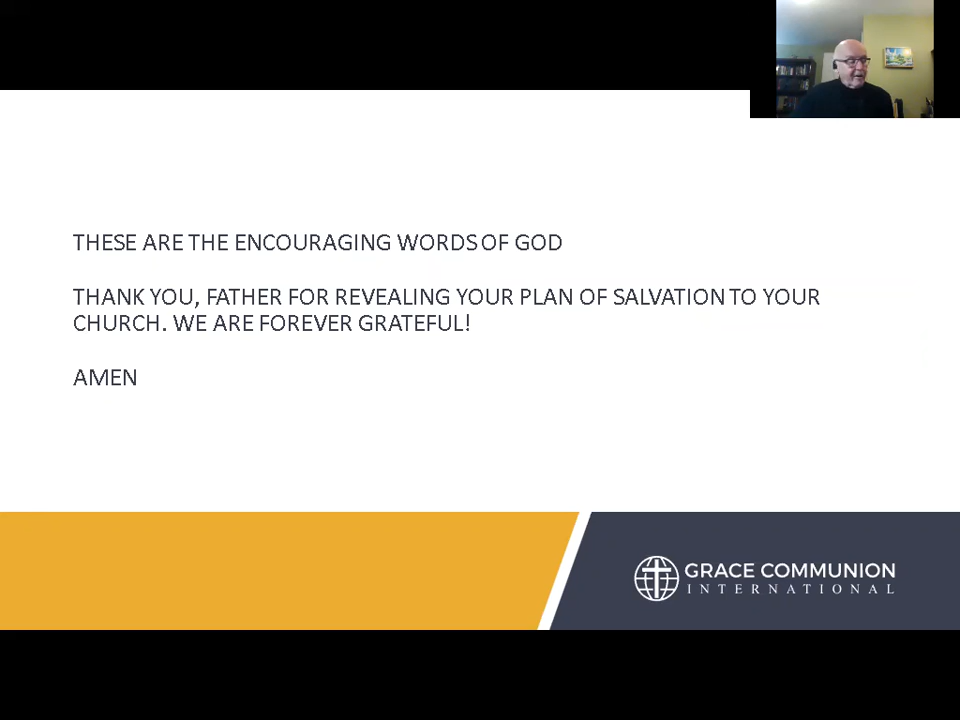 THESE ARE THE ENCOURAGING WORDS OF GOD
THANK YOU, FATHER FOR REVEALING YOUR PLAN OF SALVATION TO YOUR
CHURCH. WE ARE FOREVER GRATEFUL!
AMEN
GRACE COMMUNION
INTERNATIONAL